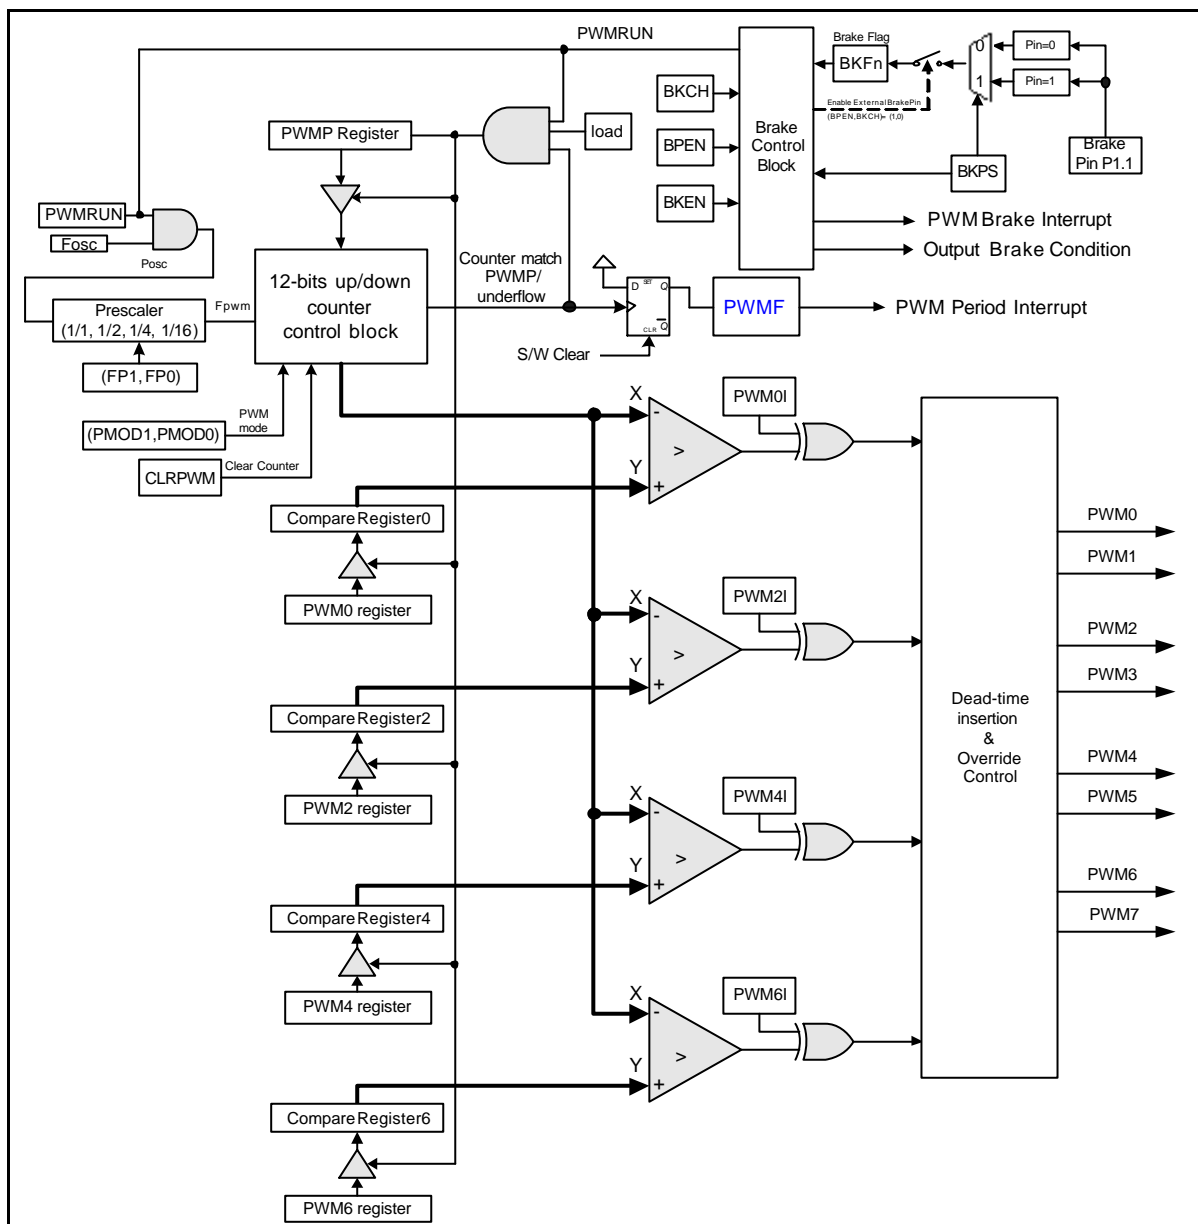 PWMRUN
Brake Flag
BKFn
0
1
Pin=0
Pin=1
Enable External Brake Pin
(BPEN,BKCH)= (1,0)
Brake
Pin P1.1
BKPS
BKCH
BPEN
BKEN
Brake
Control
Block
PWM Brake Interrupt
Output Brake Condition
PWMP Register
load
PWMRUN
Fosc
Posc
Prescaler
(1/1, 1/2, 1/4, 1/16)
Fpwm
(FP1, FP0)
12-bits up/down
counter
control block
Counter match
PWMP/
underflow
D
SET
Q
CLR
Q
S/W Clear
PWMF
PWM Period Interrupt
(PMOD1,PMOD0)
PWM
mode
CLRPWM
Clear Counter
X
-
>
Y
+
PWM0I
Compare Register0
PWM0 register
X
-
>
Y
+
PWM2I
Compare Register2
PWM2 register
X
-
>
Y
+
PWM4I
Compare Register4
PWM4 register
X
-
>
Y
+
PWM6I
Compare Register6
PWM6 register
Dead-time
insertion
&
Override
Control
PWM0
PWM1
PWM2
PWM3
PWM4
PWM5
PWM6
PWM7